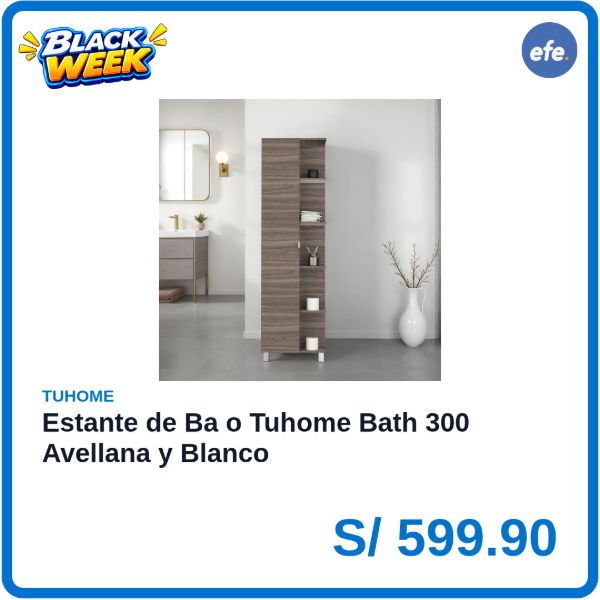 BLACK
WEEK
efe.
TUHOME
Estante de Ba o Tuhome Bath 300
Avellana y Blanco
S/ 599.90